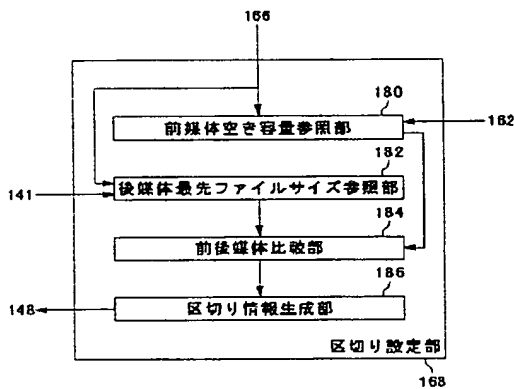 166
180
前媒体空き容量参照部
162
182
後媒体最先ファイルサイズ参照部
141
184
前後媒体比較部
186
区切り情報生成部
148
区切り設定部
168